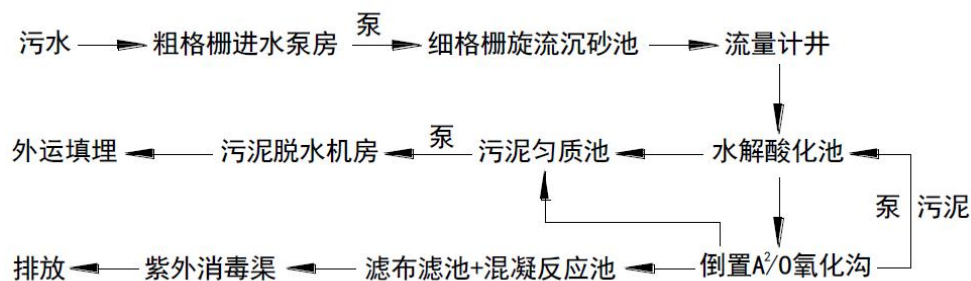 污水 粗格栅进水泵房 泵 细格栅旋流沉砂池 流量计井
外运填埋 污泥脱水机房 泵 污泥匀质池 水解酸化池
泵 污泥
排放 紫外消毒渠 滤布滤池+混凝反应池 倒置A²/O氧化沟